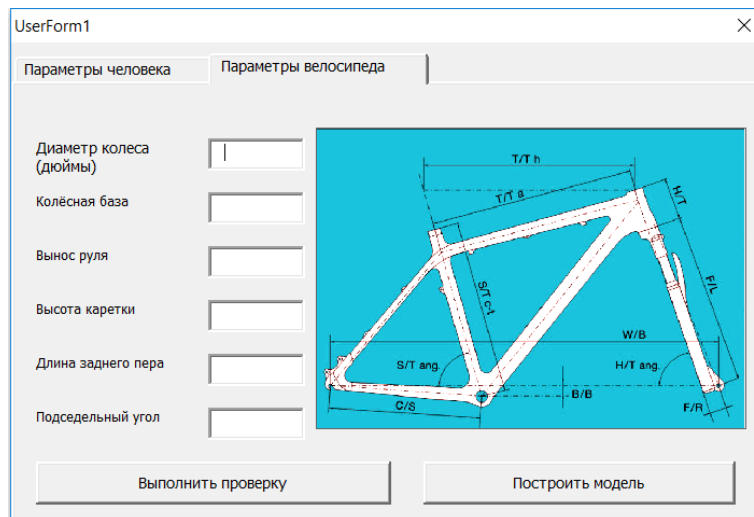 UserForm1
Параметры человека
Параметры велосипеда
Диаметр колеса
(дюймы)
Колёсная база
Вынос руля
Высота каретки
Длина заднего пера
Подседельный угол
T/T h
T/T a
H/T
S/T c-t
F/L
W/B
S/T ang.
H/T ang.
B/B
C/S
F/R
Выполнить проверку
Построить модель